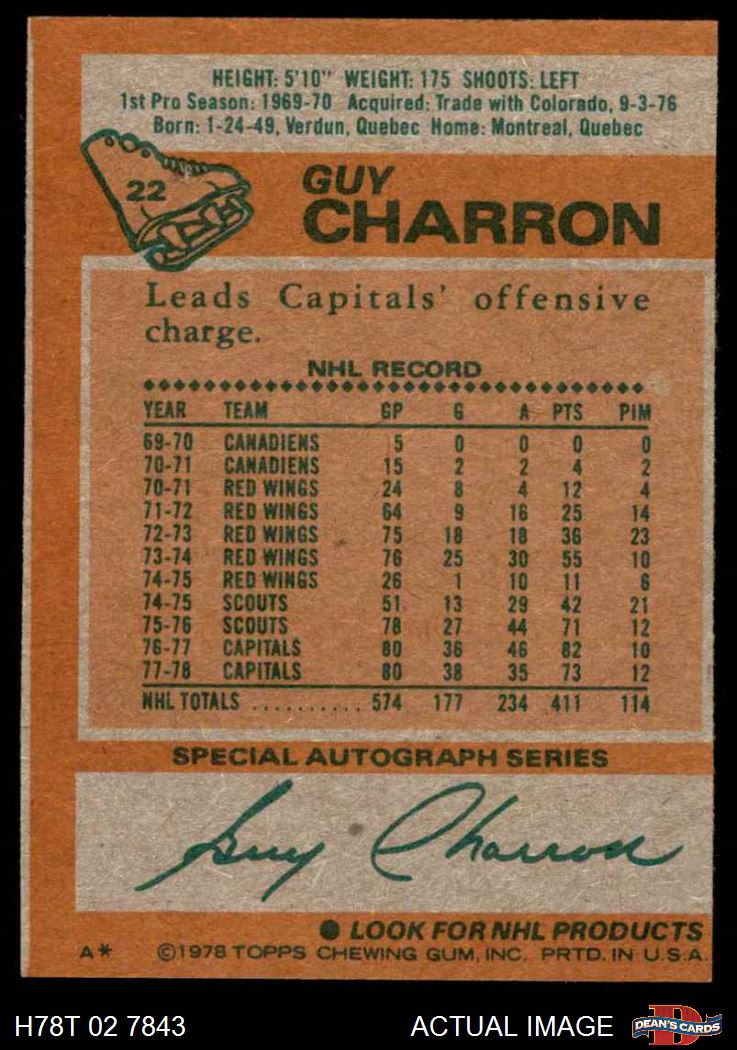 HEIGHT: 5'10" WEIGHT: 175 SHOOTS: LEFT
1st Pro Season: 1969-70 Acquired: Trade with Colorado, 9-3-76
Born: 1-24-49, Verdun, Quebec Home: Montreal, Quebec
22
GUY
CHARRON
Leads Capitals' offensive
charge.
NHL RECORD
YEAR TEAM GP G A PTS PIM
69-70 CANADIENS 5 0 0 0 0
70-71 CANADIENS 15 2 2 4 2
70-71 RED WINGS 24 8 4 12 4
71-72 RED WINGS 64 9 16 25 14
72-73 RED WINGS 75 18 18 36 23
73-74 RED WINGS 76 25 30 55 10
74-75 RED WINGS 26 1 10 11 6
74-75 SCOUTS 51 13 29 42 21
75-76 SCOUTS 78 27 44 71 12
76-77 CAPITALS 80 36 46 82 10
77-78 CAPITALS 80 38 35 73 12
NHL TOTALS .......... 574 177 234 411 114
SPECIAL AUTOGRAPH SERIES
Guy Charron
● LOOK FOR NHL PRODUCTS
A* ©1978 TOPPS CHEWING GUM, INC. PRTD. IN U.S.A.
H78T 02 7843 ACTUAL IMAGE DEAN'S CARDS